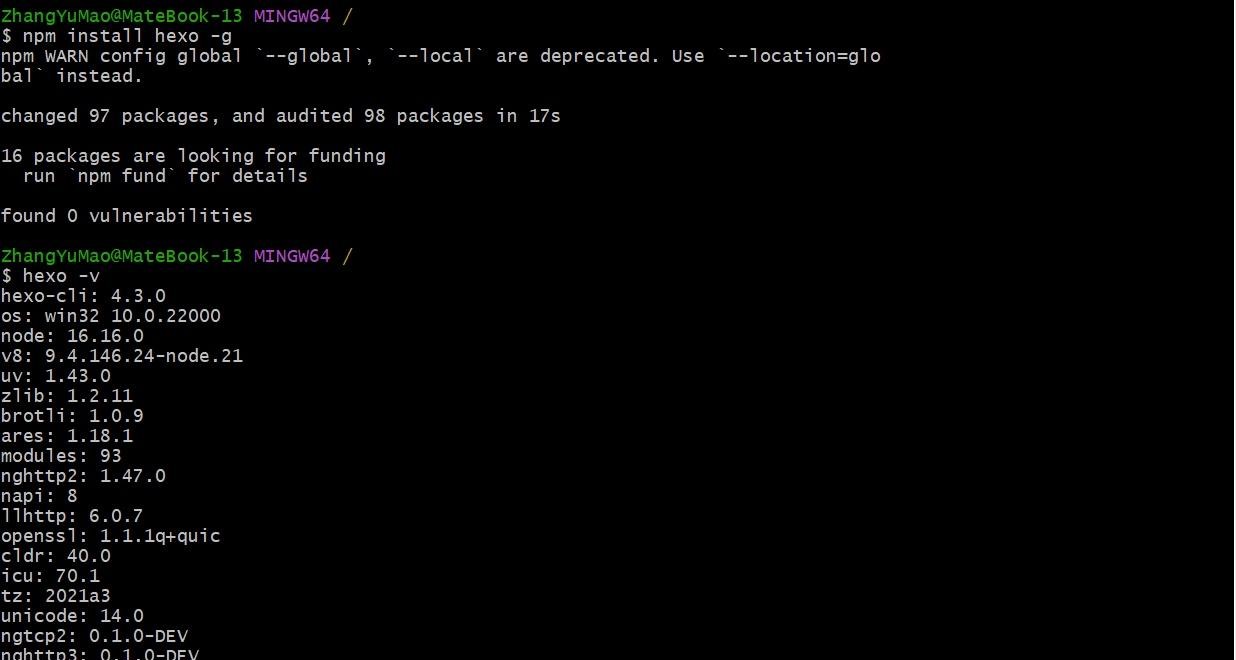 ZhangYuMao@MateBook-13 MINGW64 /
$ npm install hexo -g
npm WARN config global `--global`, `--local` are deprecated. Use `--location=glo
bal` instead.
changed 97 packages, and audited 98 packages in 17s
16 packages are looking for funding
  run `npm fund` for details
found 0 vulnerabilities
ZhangYuMao@MateBook-13 MINGW64 /
$ hexo -v
hexo-cli: 4.3.0
os: win32 10.0.22000
node: 16.16.0
v8: 9.4.146.24-node.21
uv: 1.43.0
zlib: 1.2.11
brotli: 1.0.9
ares: 1.18.1
modules: 93
nghttp2: 1.47.0
napi: 8
llhttp: 6.0.7
openssl: 1.1.1q+quic
cldr: 40.0
icu: 70.1
tz: 2021a3
unicode: 14.0
ngtcp2: 0.1.0-DEV
nghttp3: 0.1.0-DEV